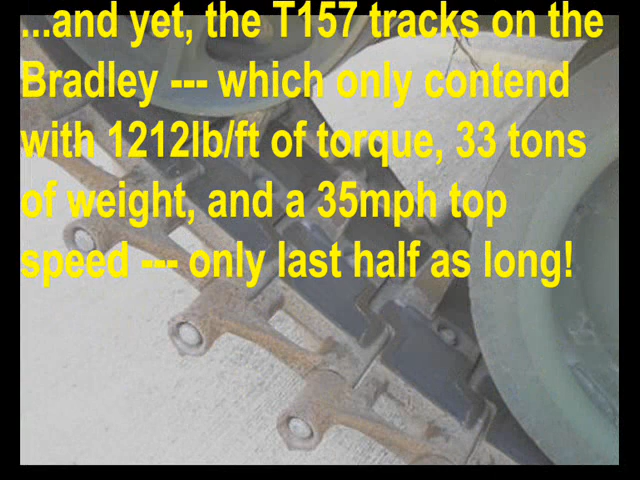 ...and yet, the T157 tracks on the
Bradley --- which only contend
with 1212lb/ft of torque, 33 tons
of weight, and a 35mph top
speed --- only last half as long!